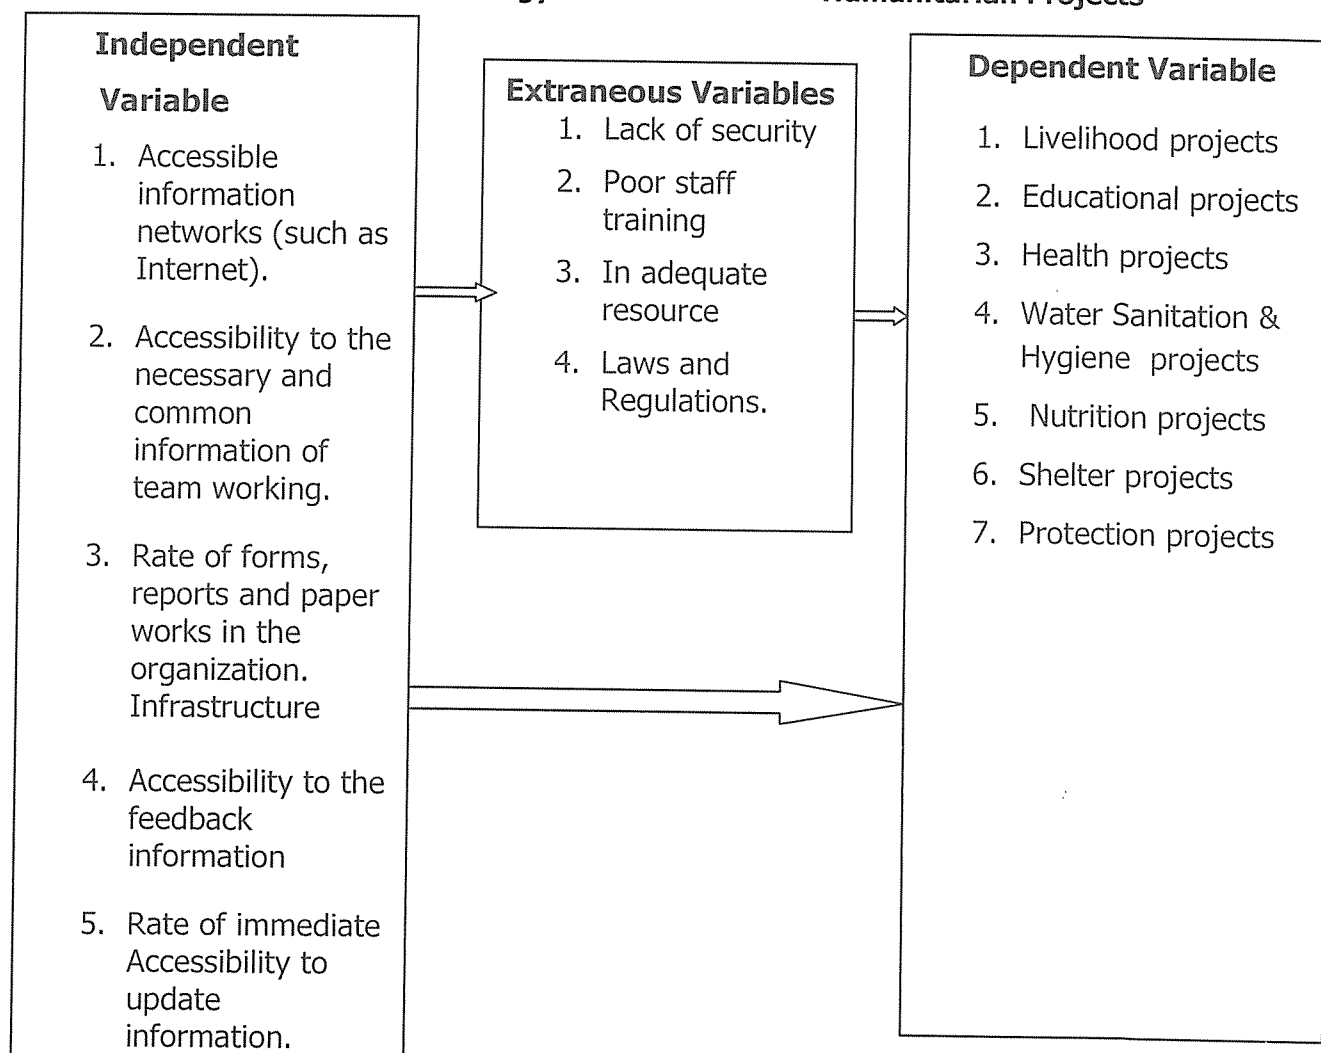 Humanitarian Projects
Independent
Variable
1. Accessible
information
networks (such as
Internet).
2. Accessibility to the
necessary and
common
information of
team working.
3. Rate of forms,
reports and paper
works in the
organization.
Infrastructure
4. Accessibility to the
feedback
information
5. Rate of immediate
Accessibility to
update
information.
Extraneous Variables
1. Lack of security
2. Poor staff
training
3. In adequate
resource
4. Laws and
Regulations.
Dependent Variable
1. Livelihood projects
2. Educational projects
3. Health projects
4. Water Sanitation &
Hygiene projects
5. Nutrition projects
6. Shelter projects
7. Protection projects